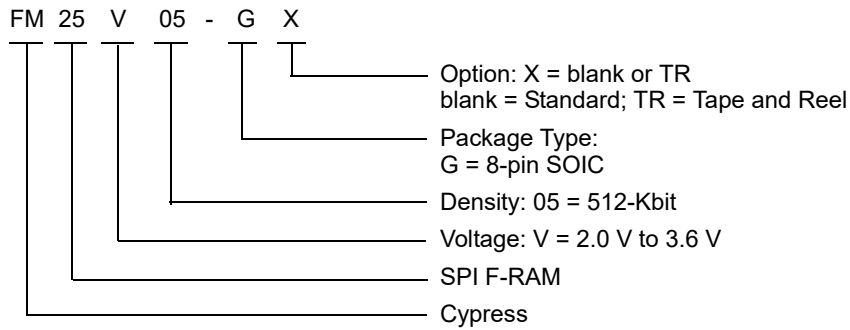 FM 25 V 05 - G X
Option: X = blank or TR
blank = Standard; TR = Tape and Reel
Package Type:
G = 8-pin SOIC
Density: 05 = 512-Kbit
Voltage: V = 2.0 V to 3.6 V
SPI F-RAM
Cypress